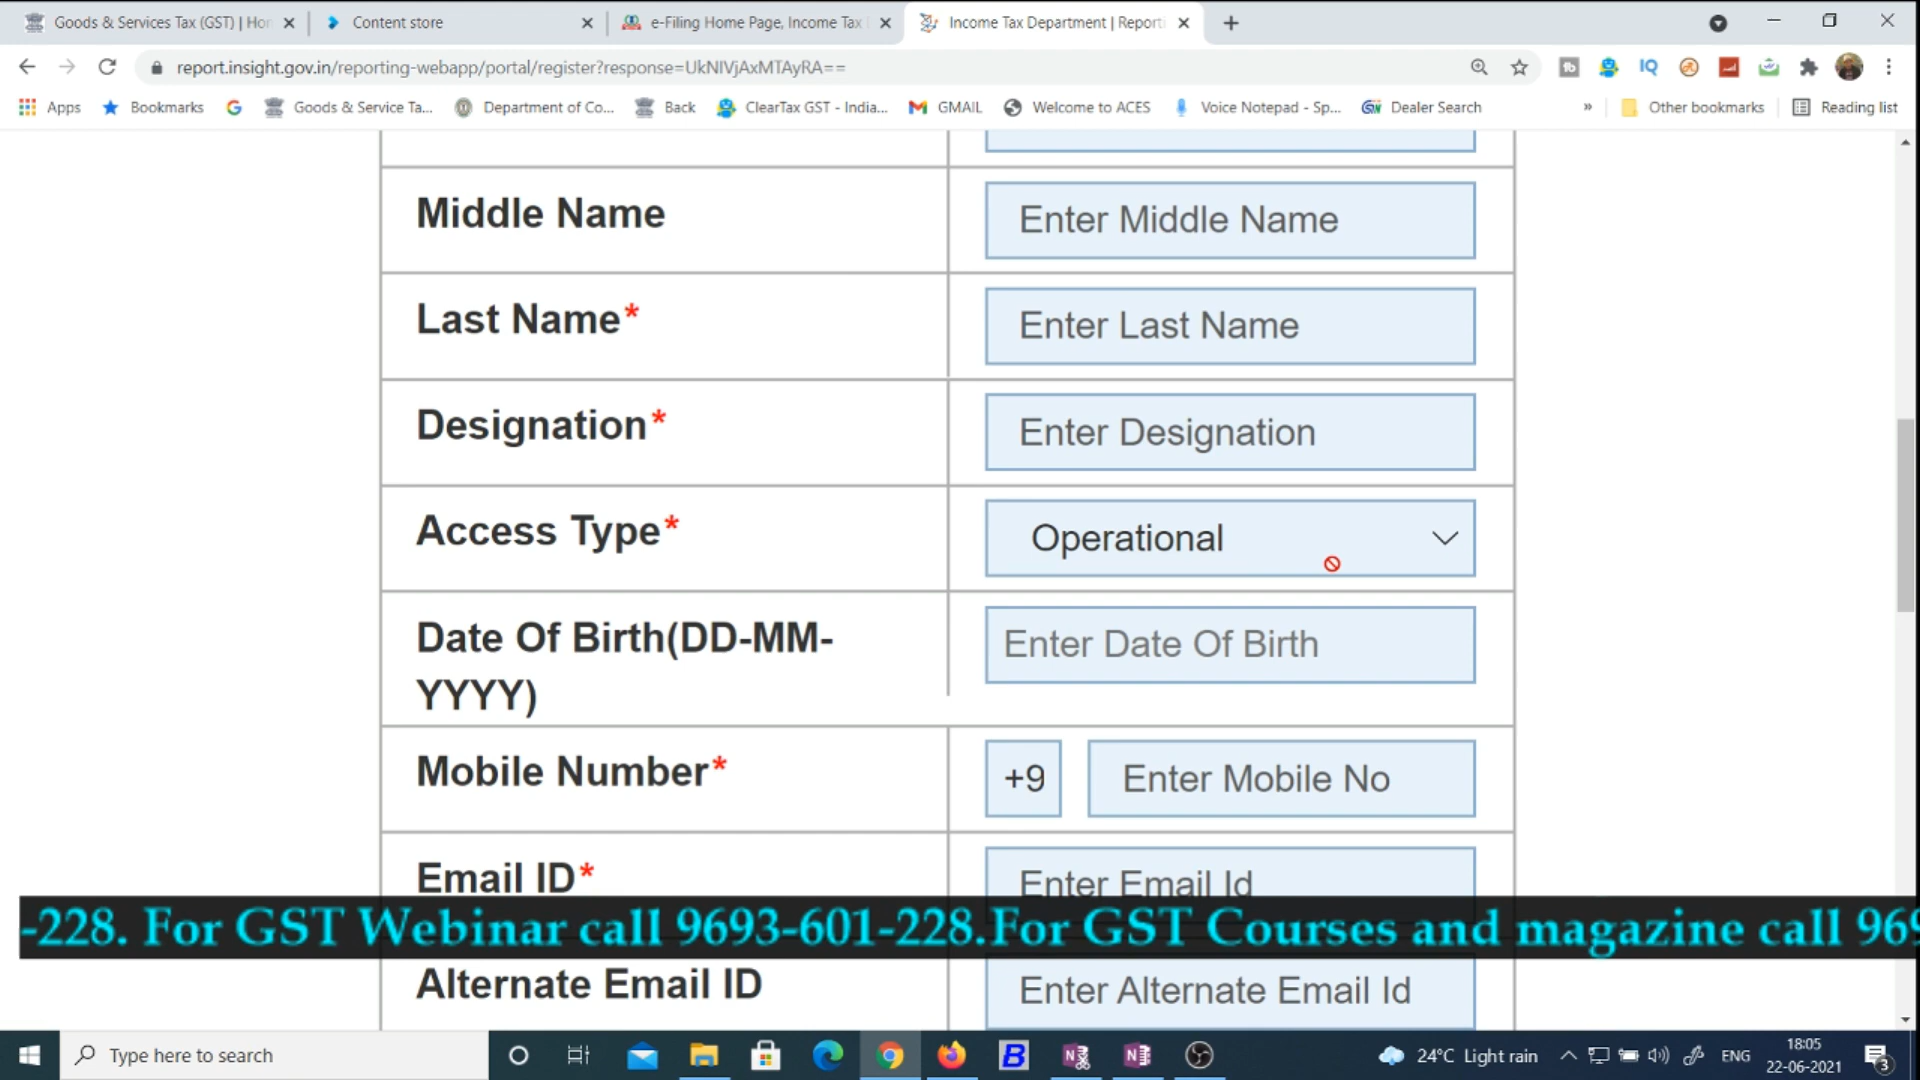 Goods & Services Tax (GST) | Hor
Content store
e-Filing Home Page, Income Tax
Income Tax Department | Reporti
report.insight.gov.in/reporting-webapp/portal/register?response=UkNIVjAxMTAyRA==
Apps
Bookmarks
Goods & Service Ta...
Department of Co...
Back
ClearTax GST - India...
GMAIL
Welcome to ACES
Voice Notepad - Sp...
Dealer Search
»
Other bookmarks
Reading list
Middle Name
Enter Middle Name
Last Name*
Enter Last Name
Designation*
Enter Designation
Access Type*
Operational
Date Of Birth(DD-MM-
YYYY)
Enter Date Of Birth
Mobile Number*
+9
Enter Mobile No
Email ID*
Enter Email Id
-228. For GST Webinar call 9693-601-228.For GST Courses and magazine call 969
Alternate Email ID
Enter Alternate Email Id
Type here to search
24°C Light rain
ENG
18:05
22-06-2021
3